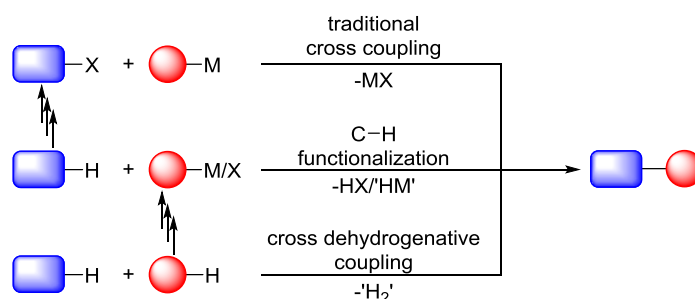 traditional
cross coupling
X + M
-MX
C–H
functionalization
H + M/X
-HX/'HM'
cross dehydrogenative
coupling
H + H
-'H₂'